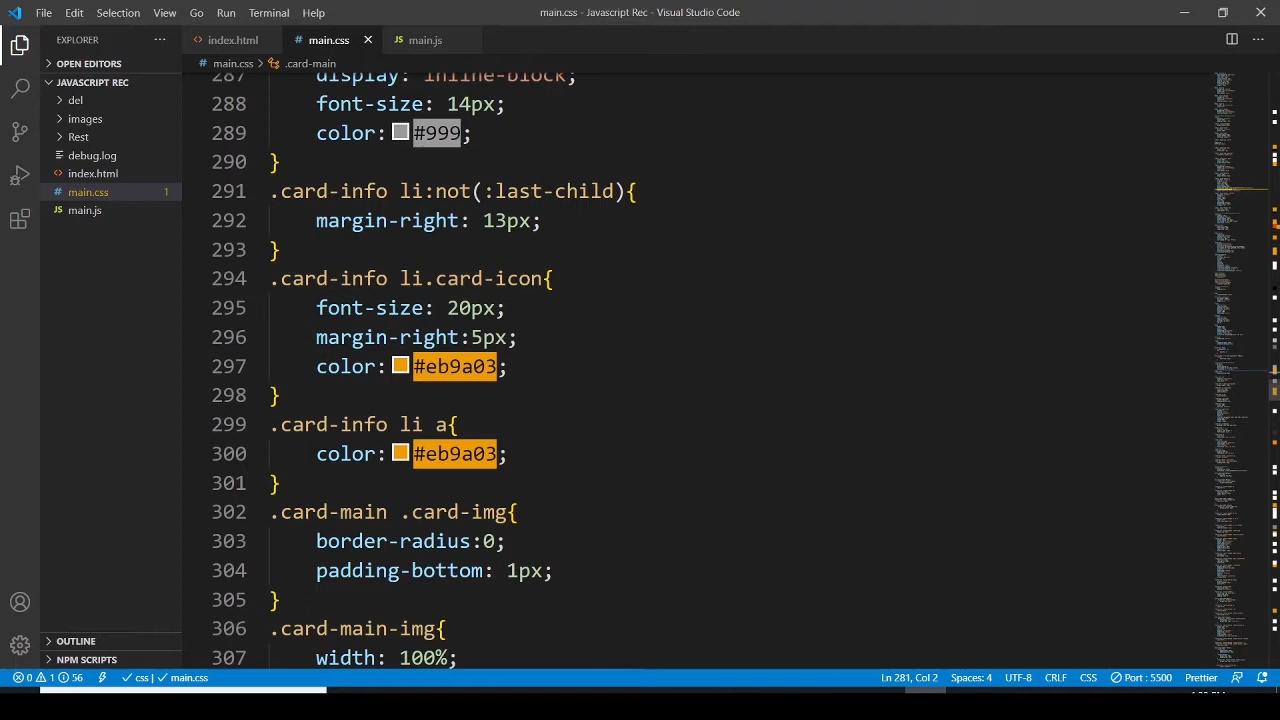 File Edit Selection View Go Run Terminal Help main.css - Javascript Rec - Visual Studio Code
EXPLORER ... index.html main.css main.js
OPEN EDITORS main.css > .card-main
JAVASCRIPT REC
del
images
Rest
debug.log
index.html
main.css 1
main.js
OUTLINE
NPM SCRIPTS
287 display: inline-block;
288 font-size: 14px;
289 color: #999;
290 }
291 .card-info li:not(:last-child){
292 margin-right: 13px;
293 }
294 .card-info li.card-icon{
295 font-size: 20px;
296 margin-right:5px;
297 color: #eb9a03;
298 }
299 .card-info li a{
300 color: #eb9a03;
301 }
302 .card-main .card-img{
303 border-radius:0;
304 padding-bottom: 1px;
305 }
306 .card-main-img{
307 width: 100%;
0 1 56 css | main.css Ln 281, Col 2 Spaces: 4 UTF-8 CRLF CSS Port : 5500 Prettier